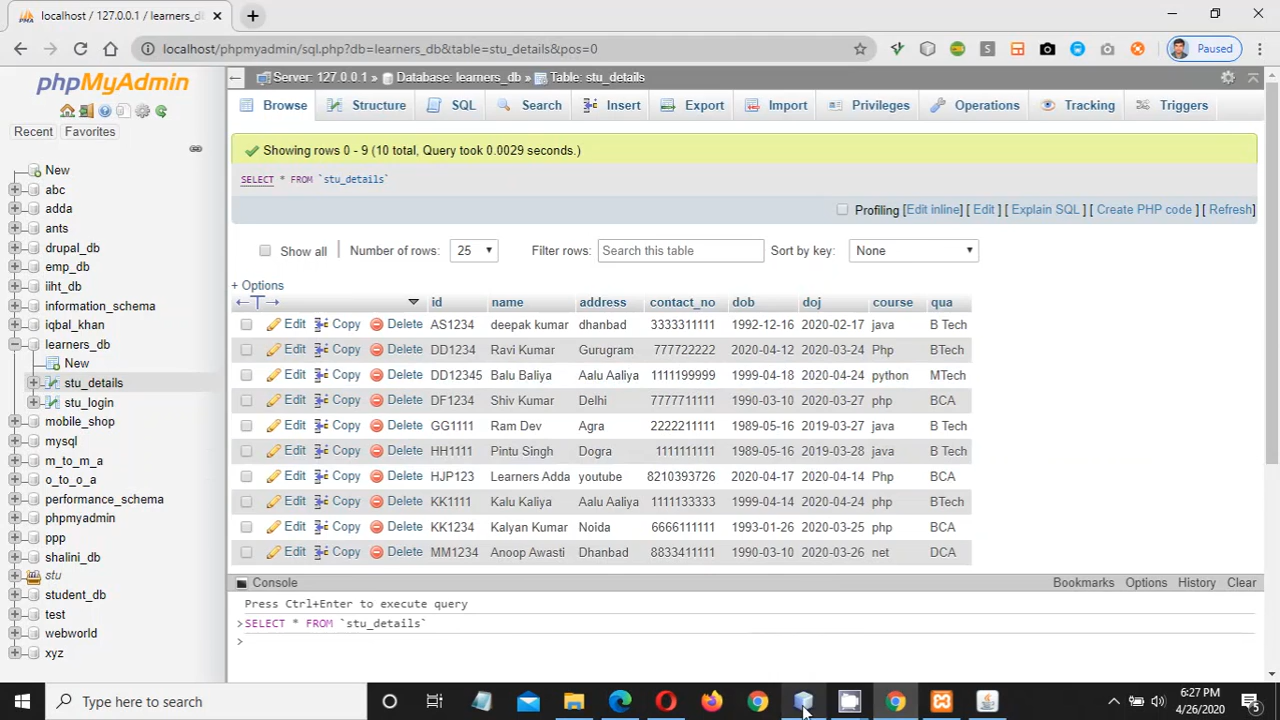 localhost / 127.0.0.1 / learners_d
localhost/phpmyadmin/sql.php?db=learners_db&table=stu_details&pos=0
Paused
phpMyAdmin
Recent Favorites
New
abc
adda
ants
drupal_db
emp_db
iiht_db
information_schema
iqbal_khan
learners_db
New
stu_details
stu_login
mobile_shop
mysql
m_to_m_a
o_to_o_a
performance_schema
phpmyadmin
ppp
shalini_db
stu
student_db
test
webworld
xyz
Server: 127.0.0.1 » Database: learners_db » Table: stu_details
Browse Structure SQL Search Insert Export Import Privileges Operations Tracking Triggers
Showing rows 0 - 9 (10 total, Query took 0.0029 seconds.)
SELECT * FROM `stu_details`
Profiling [Edit inline] [ Edit ] [ Explain SQL ] [ Create PHP code ] [ Refresh]
Show all Number of rows: 25 Filter rows: Search this table Sort by key: None
+ Options
←T→ id name address contact_no dob doj course qua
Edit Copy Delete AS1234 deepak kumar dhanbad 3333311111 1992-12-16 2020-02-17 java B Tech
Edit Copy Delete DD1234 Ravi Kumar Gurugram 777722222 2020-04-12 2020-03-24 Php BTech
Edit Copy Delete DD12345 Balu Baliya Aalu Aaliya 1111199999 1999-04-18 2020-04-24 python MTech
Edit Copy Delete DF1234 Shiv Kumar Delhi 7777711111 1990-03-10 2020-03-27 php BCA
Edit Copy Delete GG1111 Ram Dev Agra 2222211111 1989-05-16 2019-03-27 java B Tech
Edit Copy Delete HH1111 Pintu Singh Dogra 1111111111 1989-05-16 2019-03-28 java B Tech
Edit Copy Delete HJP123 Learners Adda youtube 8210393726 2020-04-17 2020-04-14 Php BCA
Edit Copy Delete KK1111 Kalu Kaliya Aalu Aaliya 1111133333 1999-04-14 2020-04-24 php BTech
Edit Copy Delete KK1234 Kalyan Kumar Noida 6666111111 1993-01-26 2020-03-25 php BCA
Edit Copy Delete MM1234 Anoop Awasti Dhanbad 8833411111 1990-03-10 2020-03-26 net DCA
Console Bookmarks Options History Clear
Press Ctrl+Enter to execute query
>SELECT * FROM `stu_details`
>
Type here to search
6:27 PM
4/26/2020
5